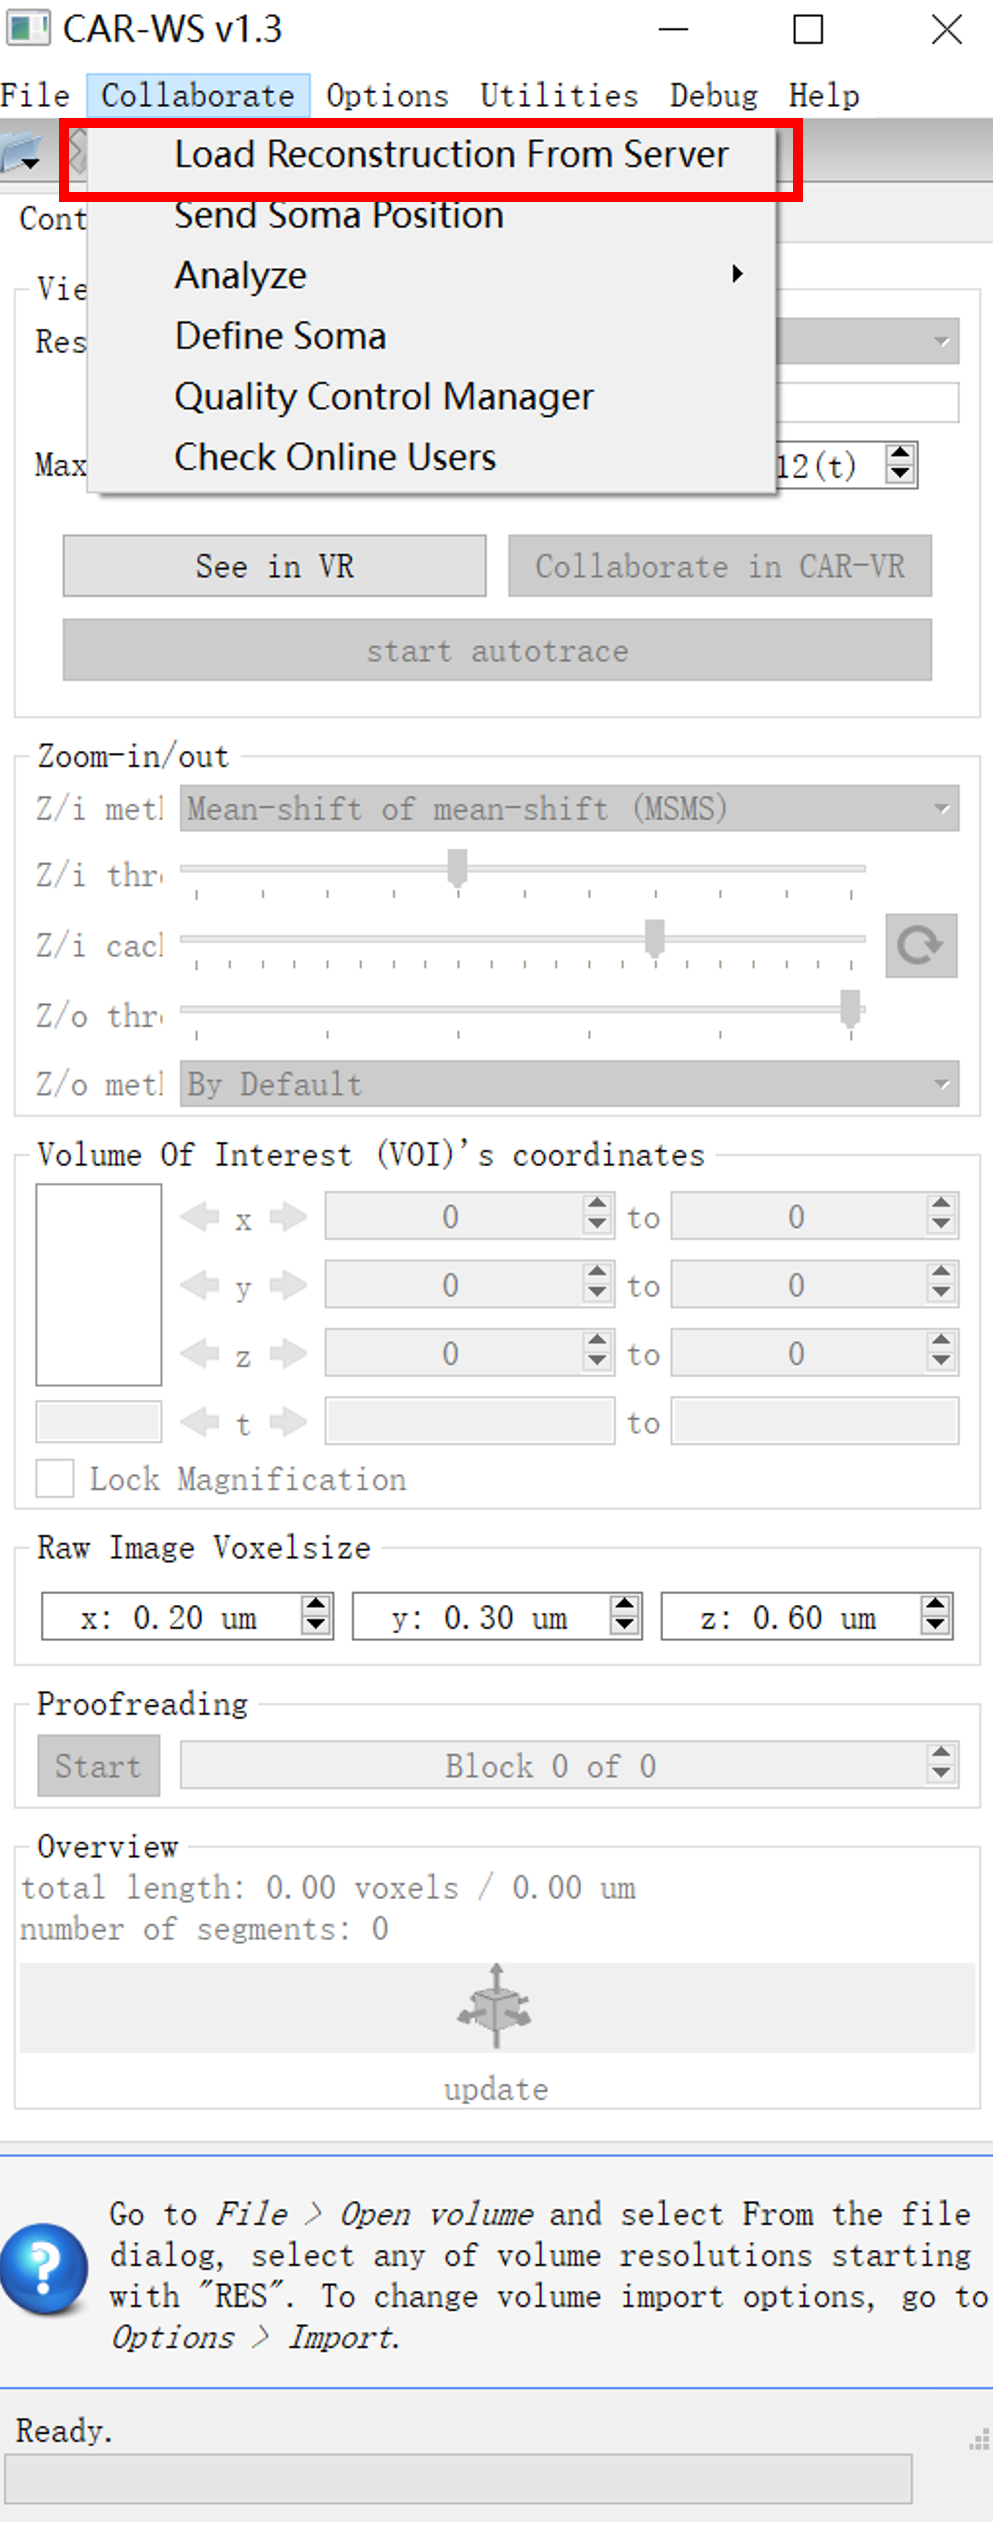 CAR-WS v1.3
File Collaborate Options Utilities Debug Help
Load Reconstruction From Server
Send Soma Position
Analyze
Define Soma
Quality Control Manager
Check Online Users
Cont
Vie
Res
Max 12(t)
See in VR Collaborate in CAR-VR
start autotrace
Zoom-in/out
Z/i metl Mean-shift of mean-shift (MSMS)
Z/i thr
Z/i cac
Z/o thr
Z/o met By Default
Volume Of Interest (VOI)'s coordinates
x 0 to 0
y 0 to 0
z 0 to 0
t to
Lock Magnification
Raw Image Voxelsize
x: 0.20 um y: 0.30 um z: 0.60 um
Proofreading
Start Block 0 of 0
Overview
total length: 0.00 voxels / 0.00 um
number of segments: 0
update
Go to File > Open volume and select From the file
dialog, select any of volume resolutions starting
with "RES". To change volume import options, go to
Options > Import.
Ready.